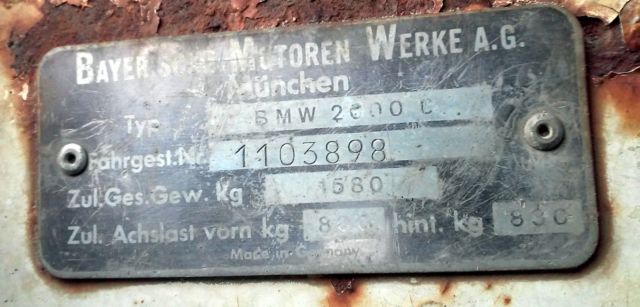 BAYERISCHE MOTOREN WERKE A.G.
München
Typ BMW 2000 C
Fahrgest.Nr. 1103898
Zul.Ges.Gew. kg 1580
Zul. Achslast vorn kg hint. kg 830
Made in Germany